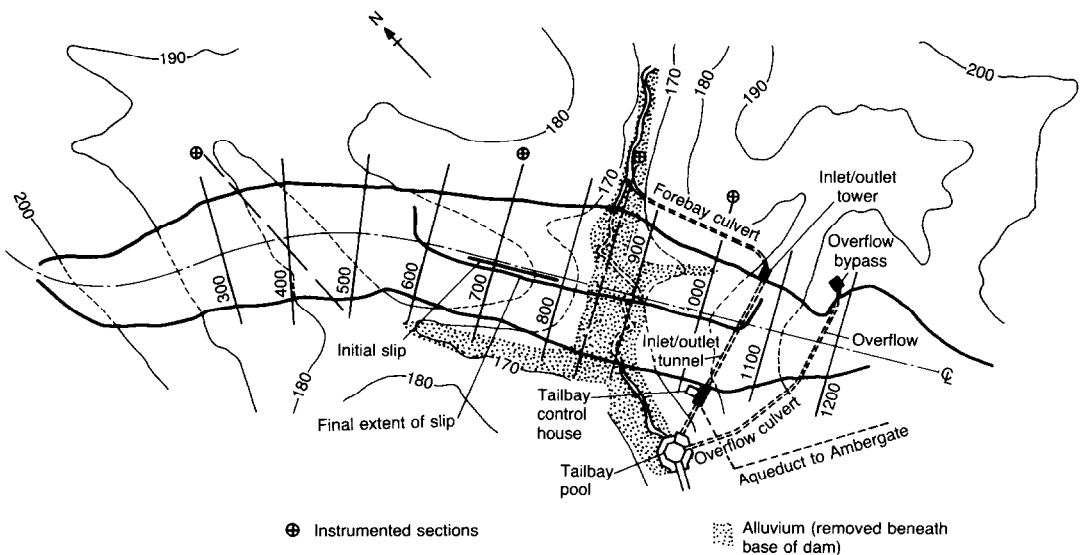 N
190
200
180
170
180
190
200
170
Forebay culvert
Inlet/outlet
tower
Overflow
bypass
300
400
500
600
700
800
900
1000
1100
1200
Initial slip
180
180
170
Final extent of slip
Inlet/outlet
tunnel
Overflow
Tailbay
control
house
Overflow culvert
Aqueduct to Ambergate
Tailbay
pool
℄
Instrumented sections
Alluvium (removed beneath
base of dam)